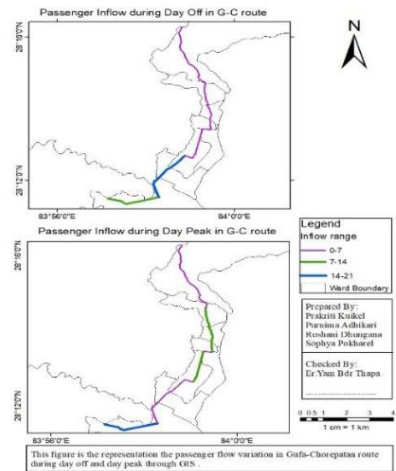 Passenger Inflow during Day Off in G-C route
28°16'0"N
28°12'0"N
83°56'0"E
84°0'0"E
N
Passenger Inflow during Day Peak in G-C route
28°16'0"N
28°12'0"N
83°56'0"E
84°0'0"E
Legend
Inflow range
0-7
7-14
14-21
Ward Boundary
Prepared By:
Prakriti Kuikel
Purnima Adhikari
Roshani Dhungana
Sophya Pokharel
Checked By:
Er.Yam Bdr Thapa
0 0.5 1 2 3 4
1 cm = 1 km
This figure is the representation the passenger flow variation in Gufa-Chorepatan route
during day off and day peak through GIS .